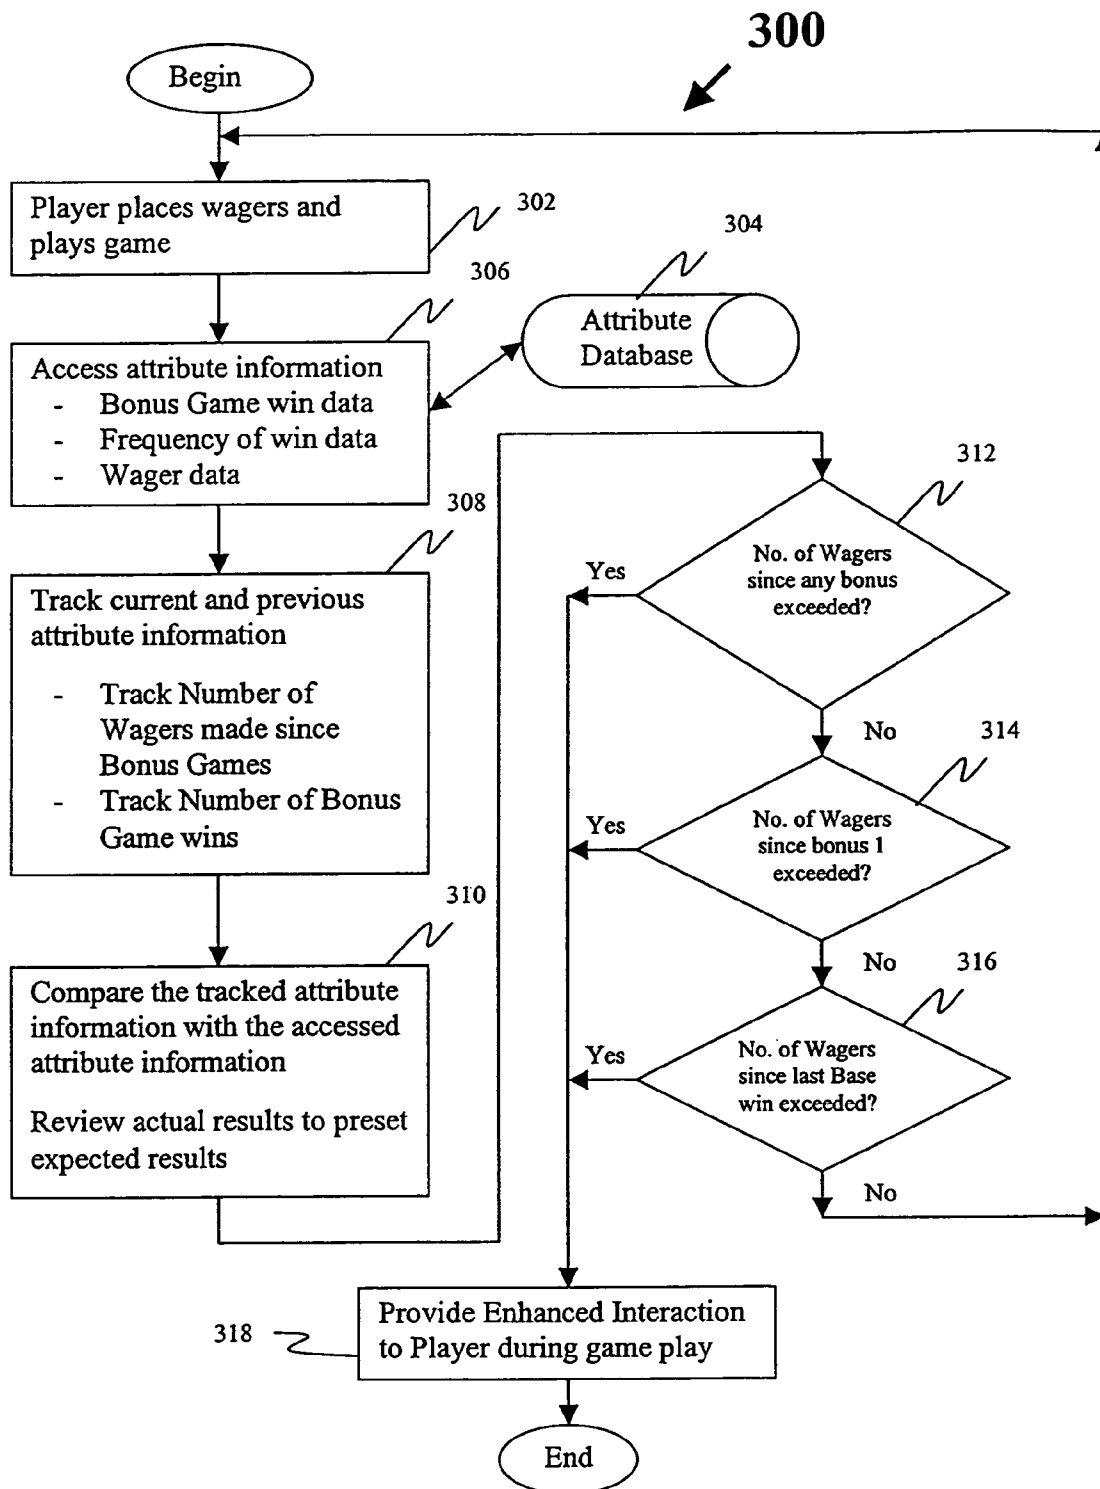 300
Begin
Player places wagers and
plays game
302
304
306
Attribute
Database
Access attribute information
- Bonus Game win data
- Frequency of win data
- Wager data
308
312
No. of Wagers
since any bonus
exceeded?
Yes
No
Track current and previous
attribute information
- Track Number of
Wagers made since
Bonus Games
- Track Number of Bonus
Game wins
314
No. of Wagers
since bonus 1
exceeded?
Yes
No
310
Compare the tracked attribute
information with the accessed
attribute information
Review actual results to preset
expected results
316
No. of Wagers
since last Base
win exceeded?
Yes
No
318
Provide Enhanced Interaction
to Player during game play
End